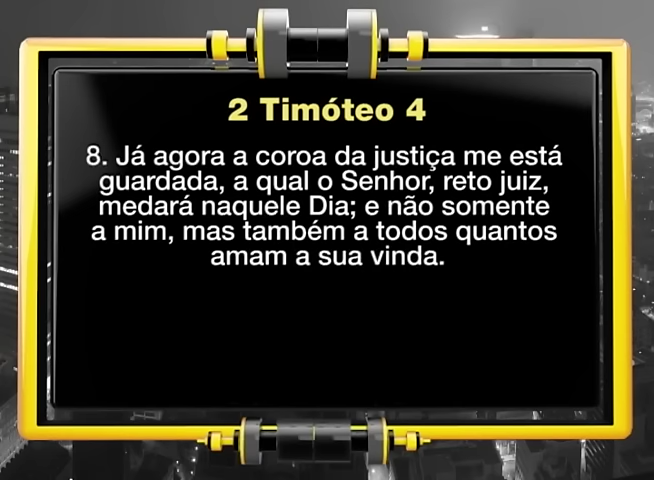 2 Timóteo 4
8. Já agora a coroa da justiça me está
guardada, a qual o Senhor, reto juiz,
medará naquele Dia; e não somente
a mim, mas também a todos quantos
amam a sua vinda.